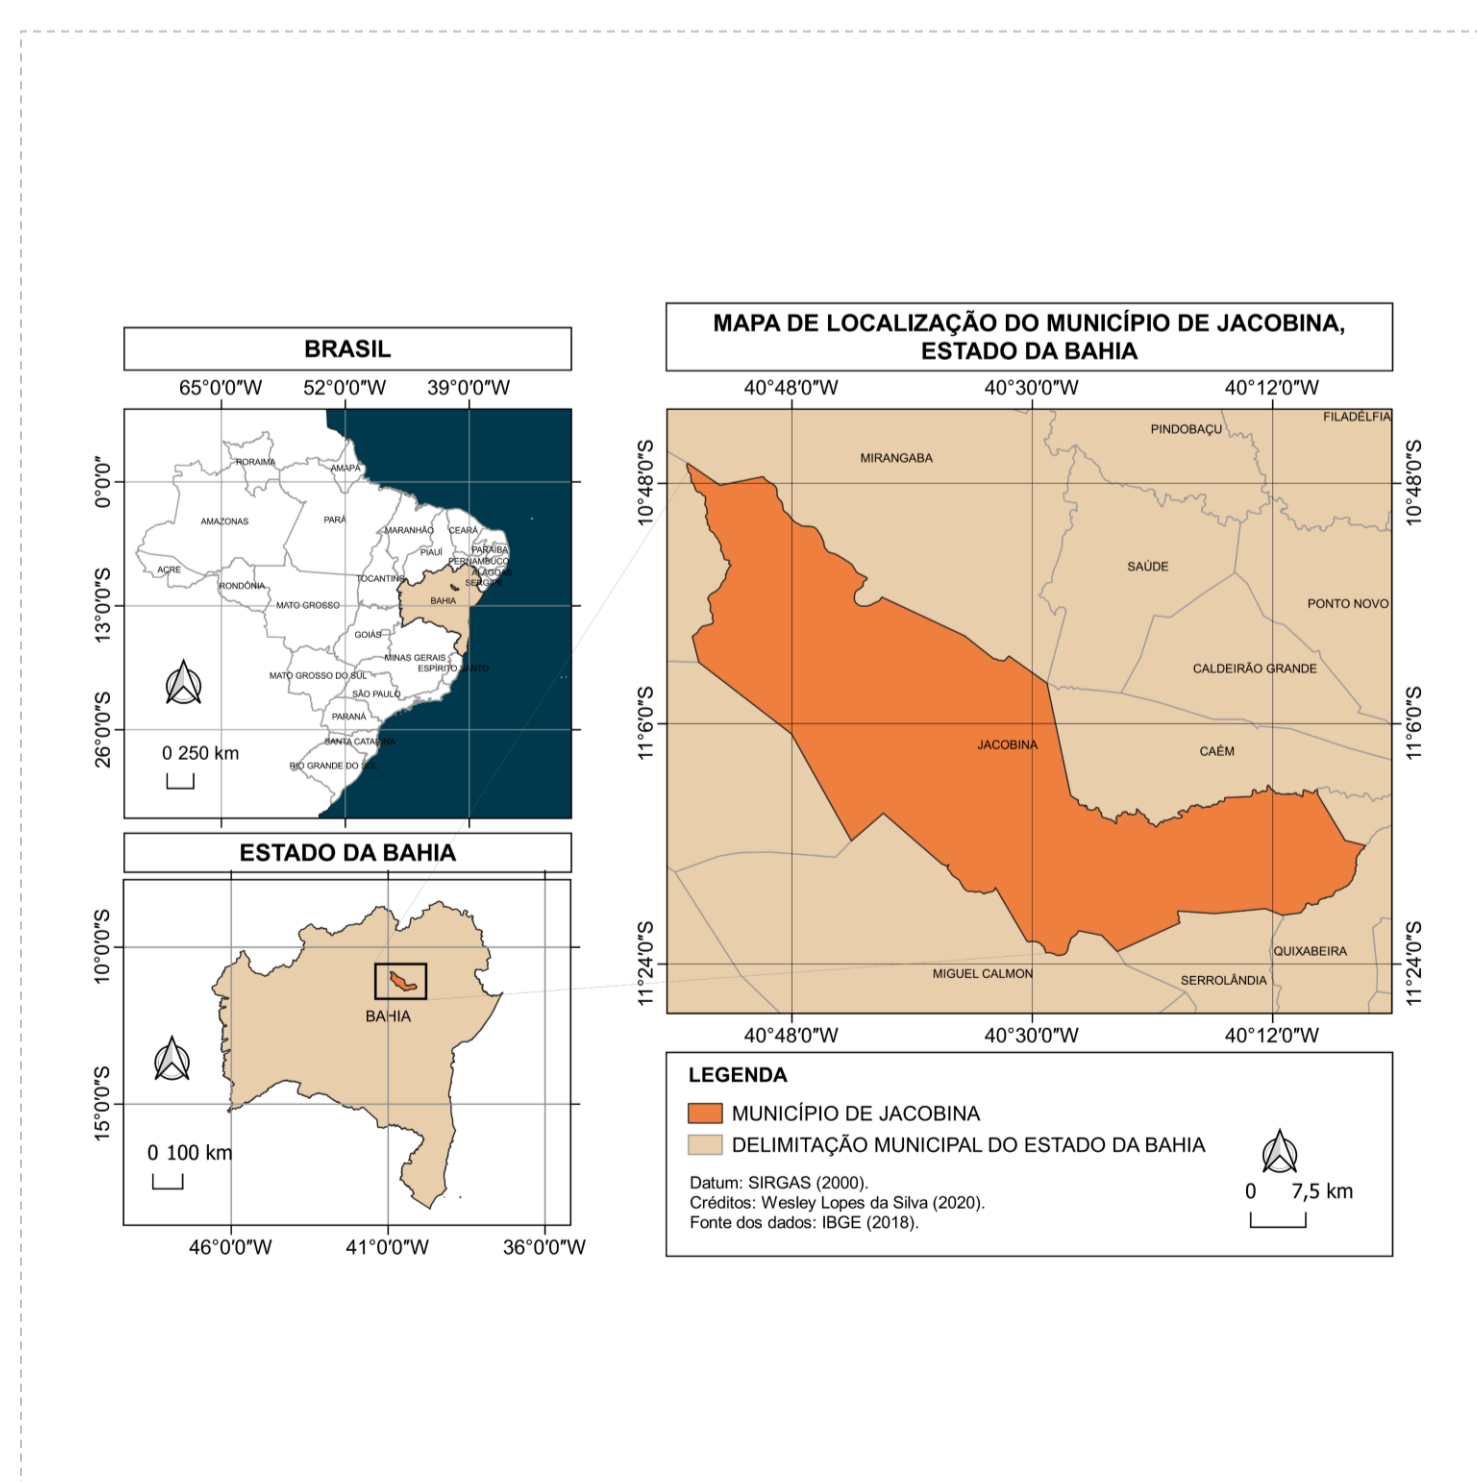 BRASIL
65°0'0"W 52°0'0"W 39°0'0"W
0°0'0"
13°0'0"S
26°0'0"S
RORAIMA
AMAPÁ
AMAZONAS
PARÁ
MARANHÃO
CEARÁ
PIAUÍ
PARAÍBA
PERNAMBUCO
ALAGOAS
SERGIPE
ACRE
RONDÔNIA
TOCANTINS
MATO GROSSO
BAHIA
GOIÁS
MINAS GERAIS
ESPÍRITO SANTO
MATO GROSSO DO SUL
SÃO PAULO
PARANÁ
SANTA CATARINA
RIO GRANDE DO SUL
0 250 km
ESTADO DA BAHIA
10°0'0"S
15°0'0"S
BAHIA
0 100 km
46°0'0"W 41°0'0"W 36°0'0"W
MAPA DE LOCALIZAÇÃO DO MUNICÍPIO DE JACOBINA,
ESTADO DA BAHIA
40°48'0"W 40°30'0"W 40°12'0"W
10°48'0"S
11°6'0"S
11°24'0"S
FILADÉLFIA
PINDOBAÇU
MIRANGABA
SAÚDE
PONTO NOVO
CALDEIRÃO GRANDE
JACOBINA
CAÉM
QUIXABEIRA
MIGUEL CALMON
SERROLÂNDIA
10°48'0"S
11°6'0"S
11°24'0"S
40°48'0"W 40°30'0"W 40°12'0"W
LEGENDA
MUNICÍPIO DE JACOBINA
DELIMITAÇÃO MUNICIPAL DO ESTADO DA BAHIA
Datum: SIRGAS (2000).
Créditos: Wesley Lopes da Silva (2020).
Fonte dos dados: IBGE (2018).
0 7,5 km